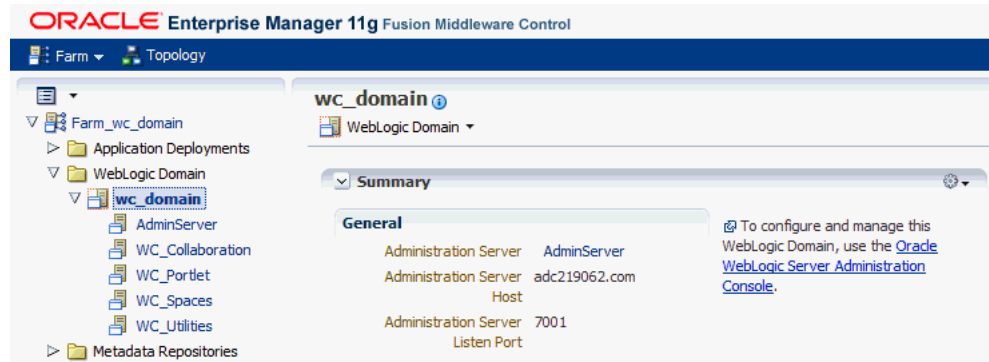 ORACLE Enterprise Manager 11g Fusion Middleware Control
Farm Topology
Farm_wc_domain
Application Deployments
WebLogic Domain
wc_domain
AdminServer
WC_Collaboration
WC_Portlet
WC_Spaces
WC_Utilities
Metadata Repositories
wc_domain
WebLogic Domain
Summary
General
Administration Server AdminServer
Administration Server adc219062.com
Host
Administration Server 7001
Listen Port
To configure and manage this
WebLogic Domain, use the Oracle
WebLogic Server Administration
Console.